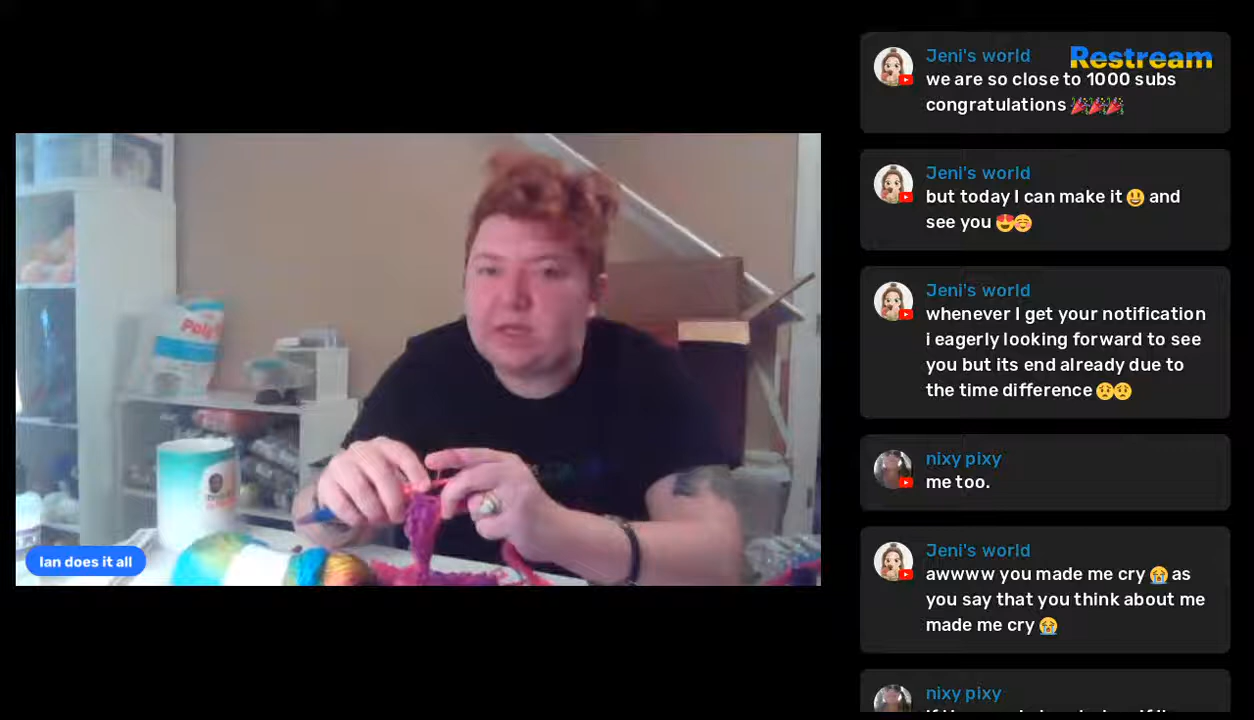 Restream
Jeni's world
we are so close to 1000 subs
congratulations 🎉🎉🎉
Jeni's world
but today I can make it 😃 and
see you 😍☺️
Jeni's world
whenever I get your notification
i eagerly looking forward to see
you but its end already due to
the time difference 😟😟
nixy pixy
me too.
Jeni's world
awwww you made me cry 😭 as
you say that you think about me
made me cry 😭
nixy pixy
Ian does it all